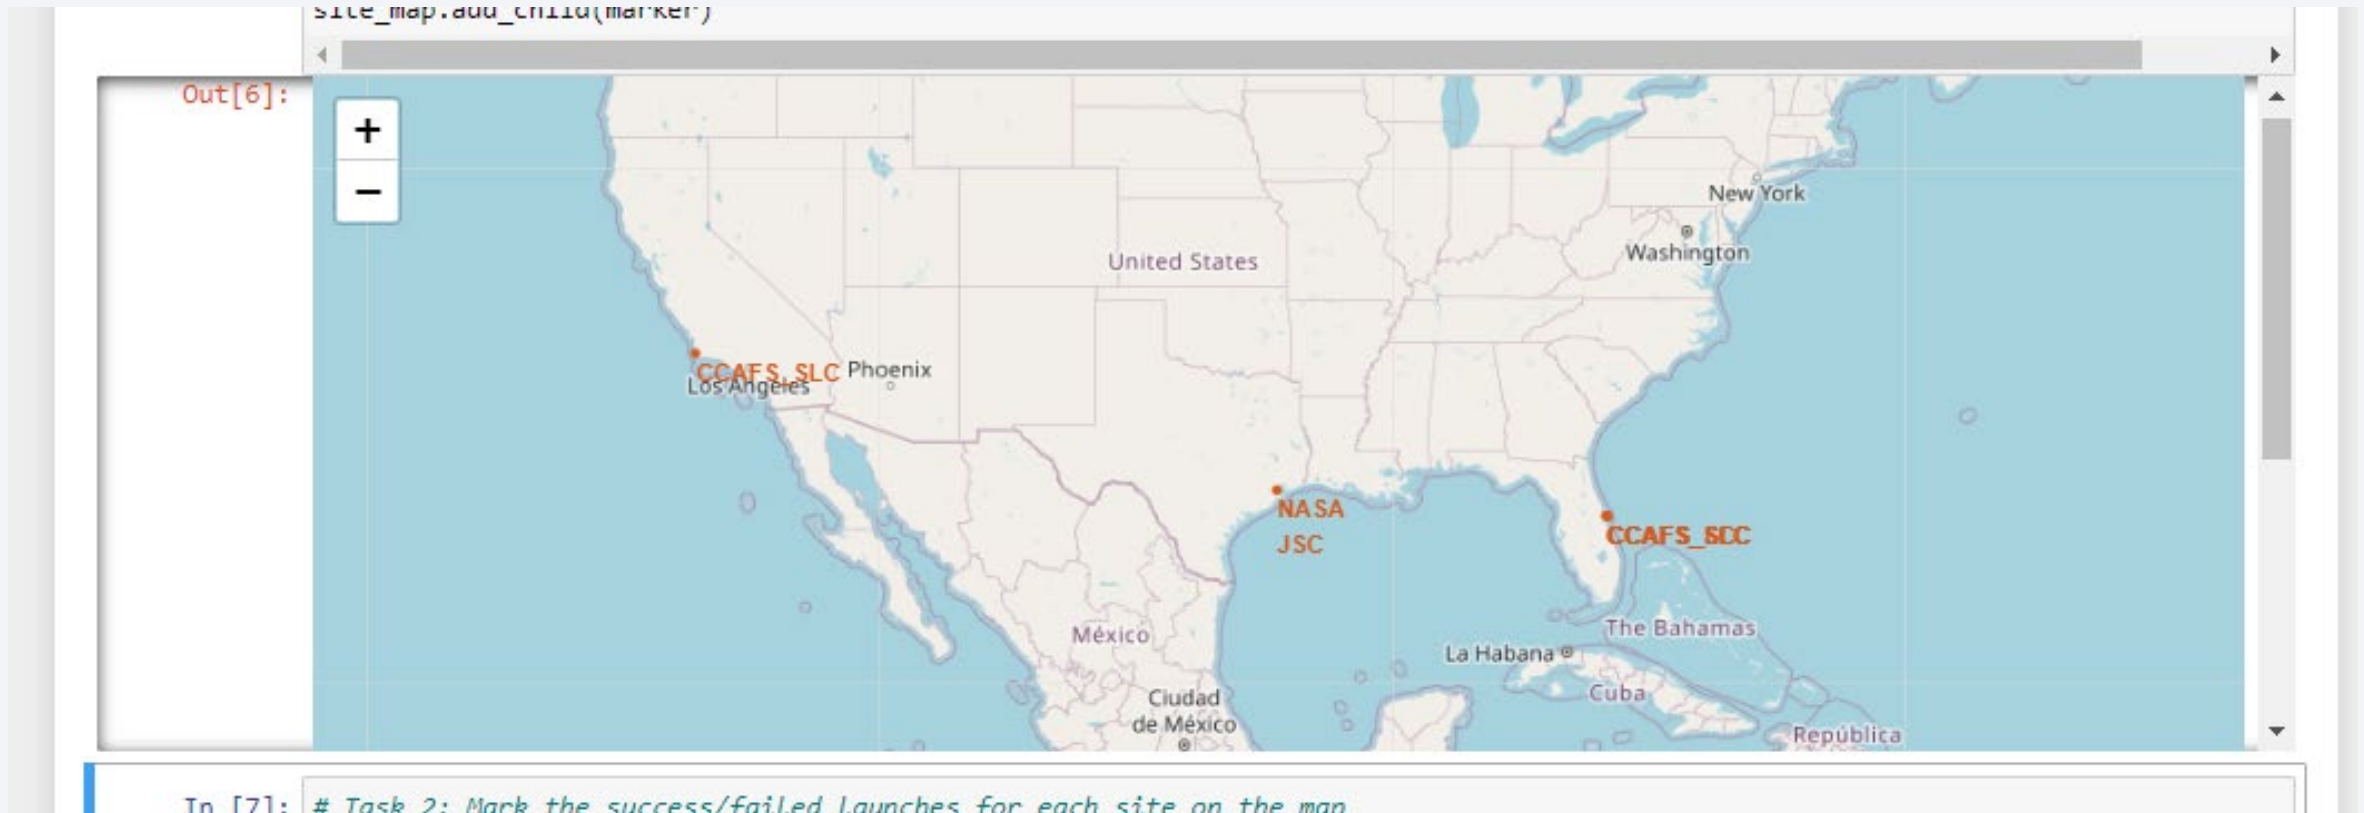 site_map.add_child(marker)
Out[6]:
+
−
New York
Washington
United States
CCAFS_SLC
Phoenix
Los Angeles
NASA
JSC
The Bahamas
México
La Habana
Cuba
Ciudad
de México
República
In [7]:
# Task 2: Mark the success/failed launches for each site on the map